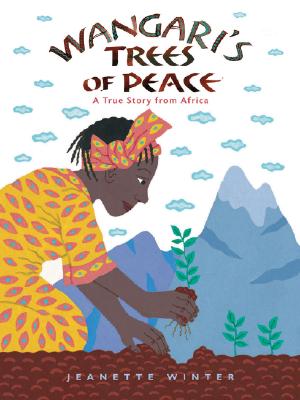 WANGARI'S
TREES
OF PEACE
A True Story from Africa
JEANETTE WINTER